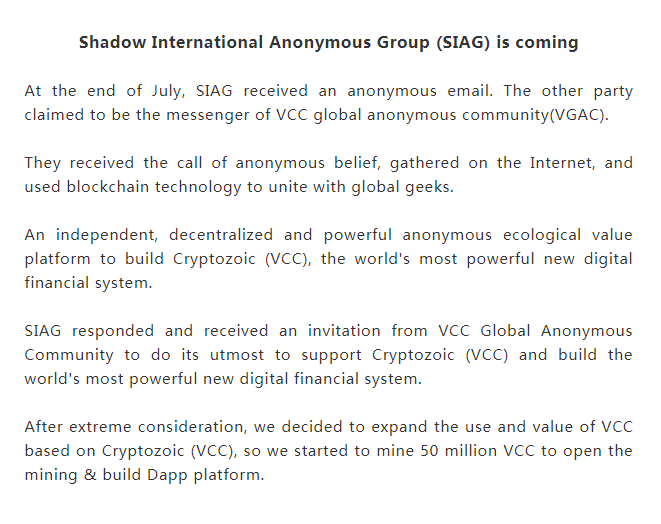 Shadow International Anonymous Group (SIAG) is coming
At the end of July, SIAG received an anonymous email. The other party
claimed to be the messenger of VCC global anonymous community(VGAC).
They received the call of anonymous belief, gathered on the Internet, and
used blockchain technology to unite with global geeks.
An independent, decentralized and powerful anonymous ecological value
platform to build Cryptozoic (VCC), the world's most powerful new digital
financial system.
SIAG responded and received an invitation from VCC Global Anonymous
Community to do its utmost to support Cryptozoic (VCC) and build the
world's most powerful new digital financial system.
After extreme consideration, we decided to expand the use and value of VCC
based on Cryptozoic (VCC), so we started to mine 50 million VCC to open the
mining & build Dapp platform.